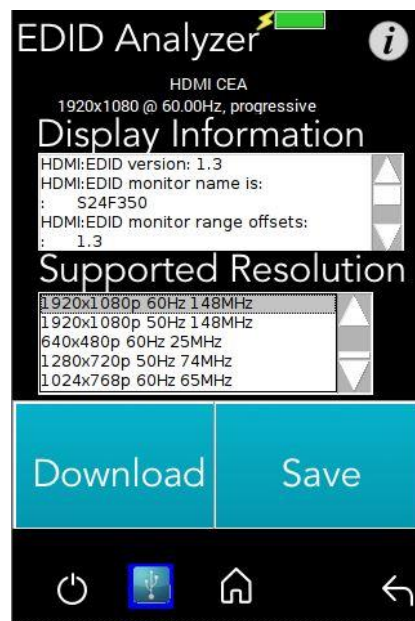 EDID Analyzer
i
HDMI CEA
1920x1080 @ 60.00Hz, progressive
Display Information
HDMI:EDID version: 1.3
HDMI:EDID monitor name is:
: S24F350
HDMI:EDID monitor range offsets:
: 1.3
Supported Resolution
1920x1080p 60Hz 148MHz
1920x1080p 50Hz 148MHz
640x480p 60Hz 25MHz
1280x720p 50Hz 74MHz
1024x768p 60Hz 65MHz
Download Save